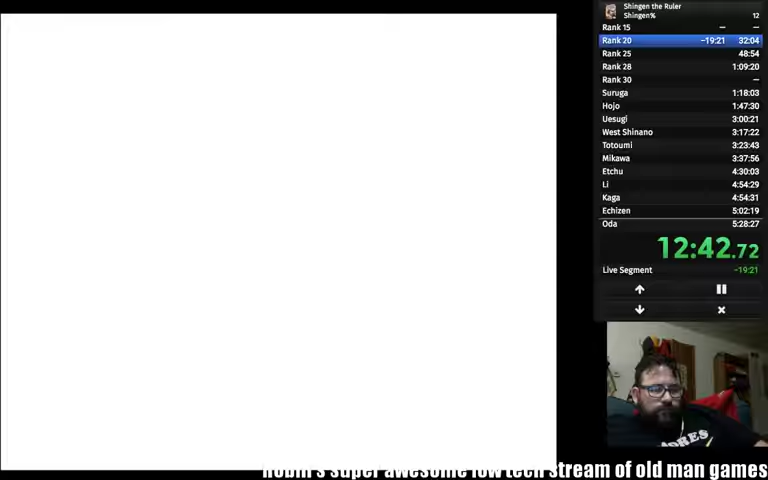 Shingen the Ruler
Shingen% 12
Rank 15 — —
Rank 20 −19:21 32:04
Rank 25 48:54
Rank 28 1:09:20
Rank 30 —
Suruga 1:18:03
Hojo 1:47:30
Uesugi 3:00:21
West Shinano 3:17:22
Totoumi 3:23:43
Mikawa 3:37:56
Etchu 4:30:03
Li 4:54:29
Kaga 4:54:31
Echizen 5:02:19
Oda 5:28:27
12:42.72
Live Segment −19:21
super awesome low tech stream of old man games